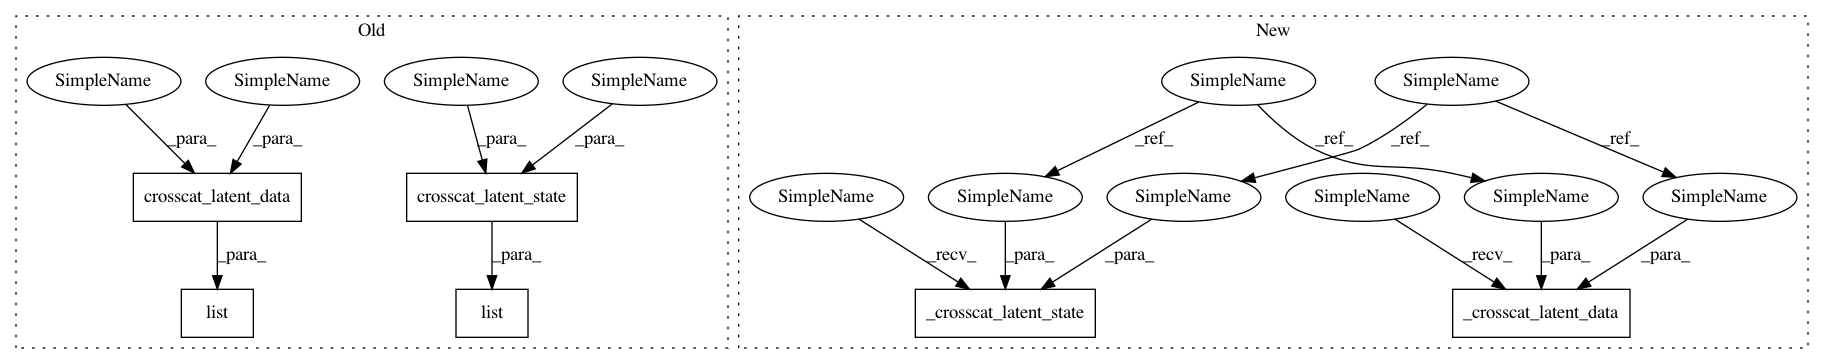 Old
New
SimpleName SimpleName SimpleName SimpleName
SimpleName SimpleName
_para_ _para_ _para_ _para_
_ref_ _ref_ _ref_ _ref_
crosscat_latent_data crosscat_latent_state
SimpleName SimpleName SimpleName SimpleName SimpleName SimpleName
_para_ _para_
_recv_ _para_ _para_ _recv_ _para_ _para_
list list
_crosscat_latent_state _crosscat_latent_data